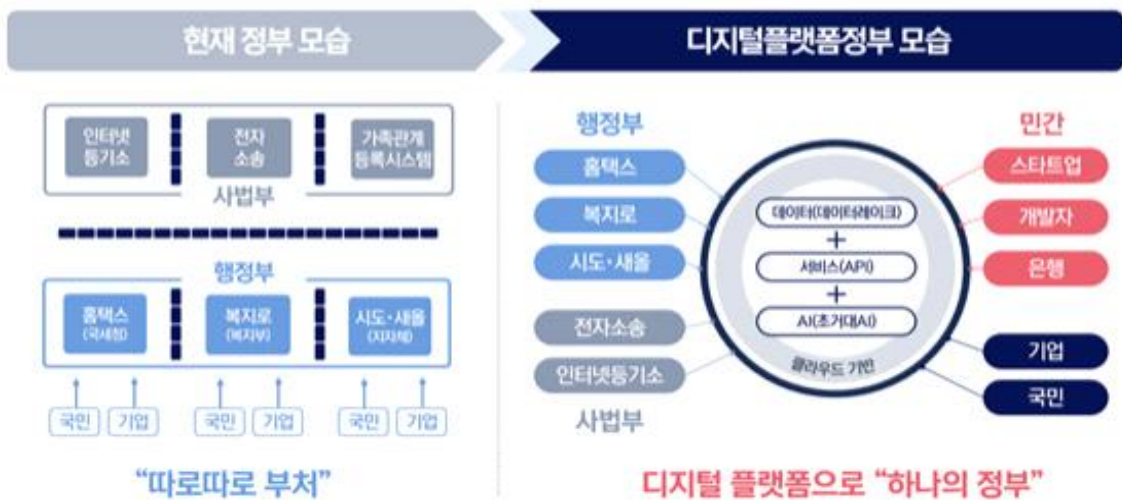 현재 정부 모습
디지털플랫폼정부 모습
인터넷
등기소
전자
소송
가족관계
등록시스템
사법부
행정부
홈택스
(국세청)
복지로
(복지부)
시도·새올
(지자체)
국민
기업
국민
기업
국민
기업
"따로따로 부처"
행정부
홈택스
복지로
시도·새올
전자소송
인터넷등기소
사법부
데이터(데이터레이크)
+
서비스(API)
+
AI(초거대AI)
클라우드 기반
민간
스타트업
개발자
은행
기업
국민
디지털 플랫폼으로 "하나의 정부"